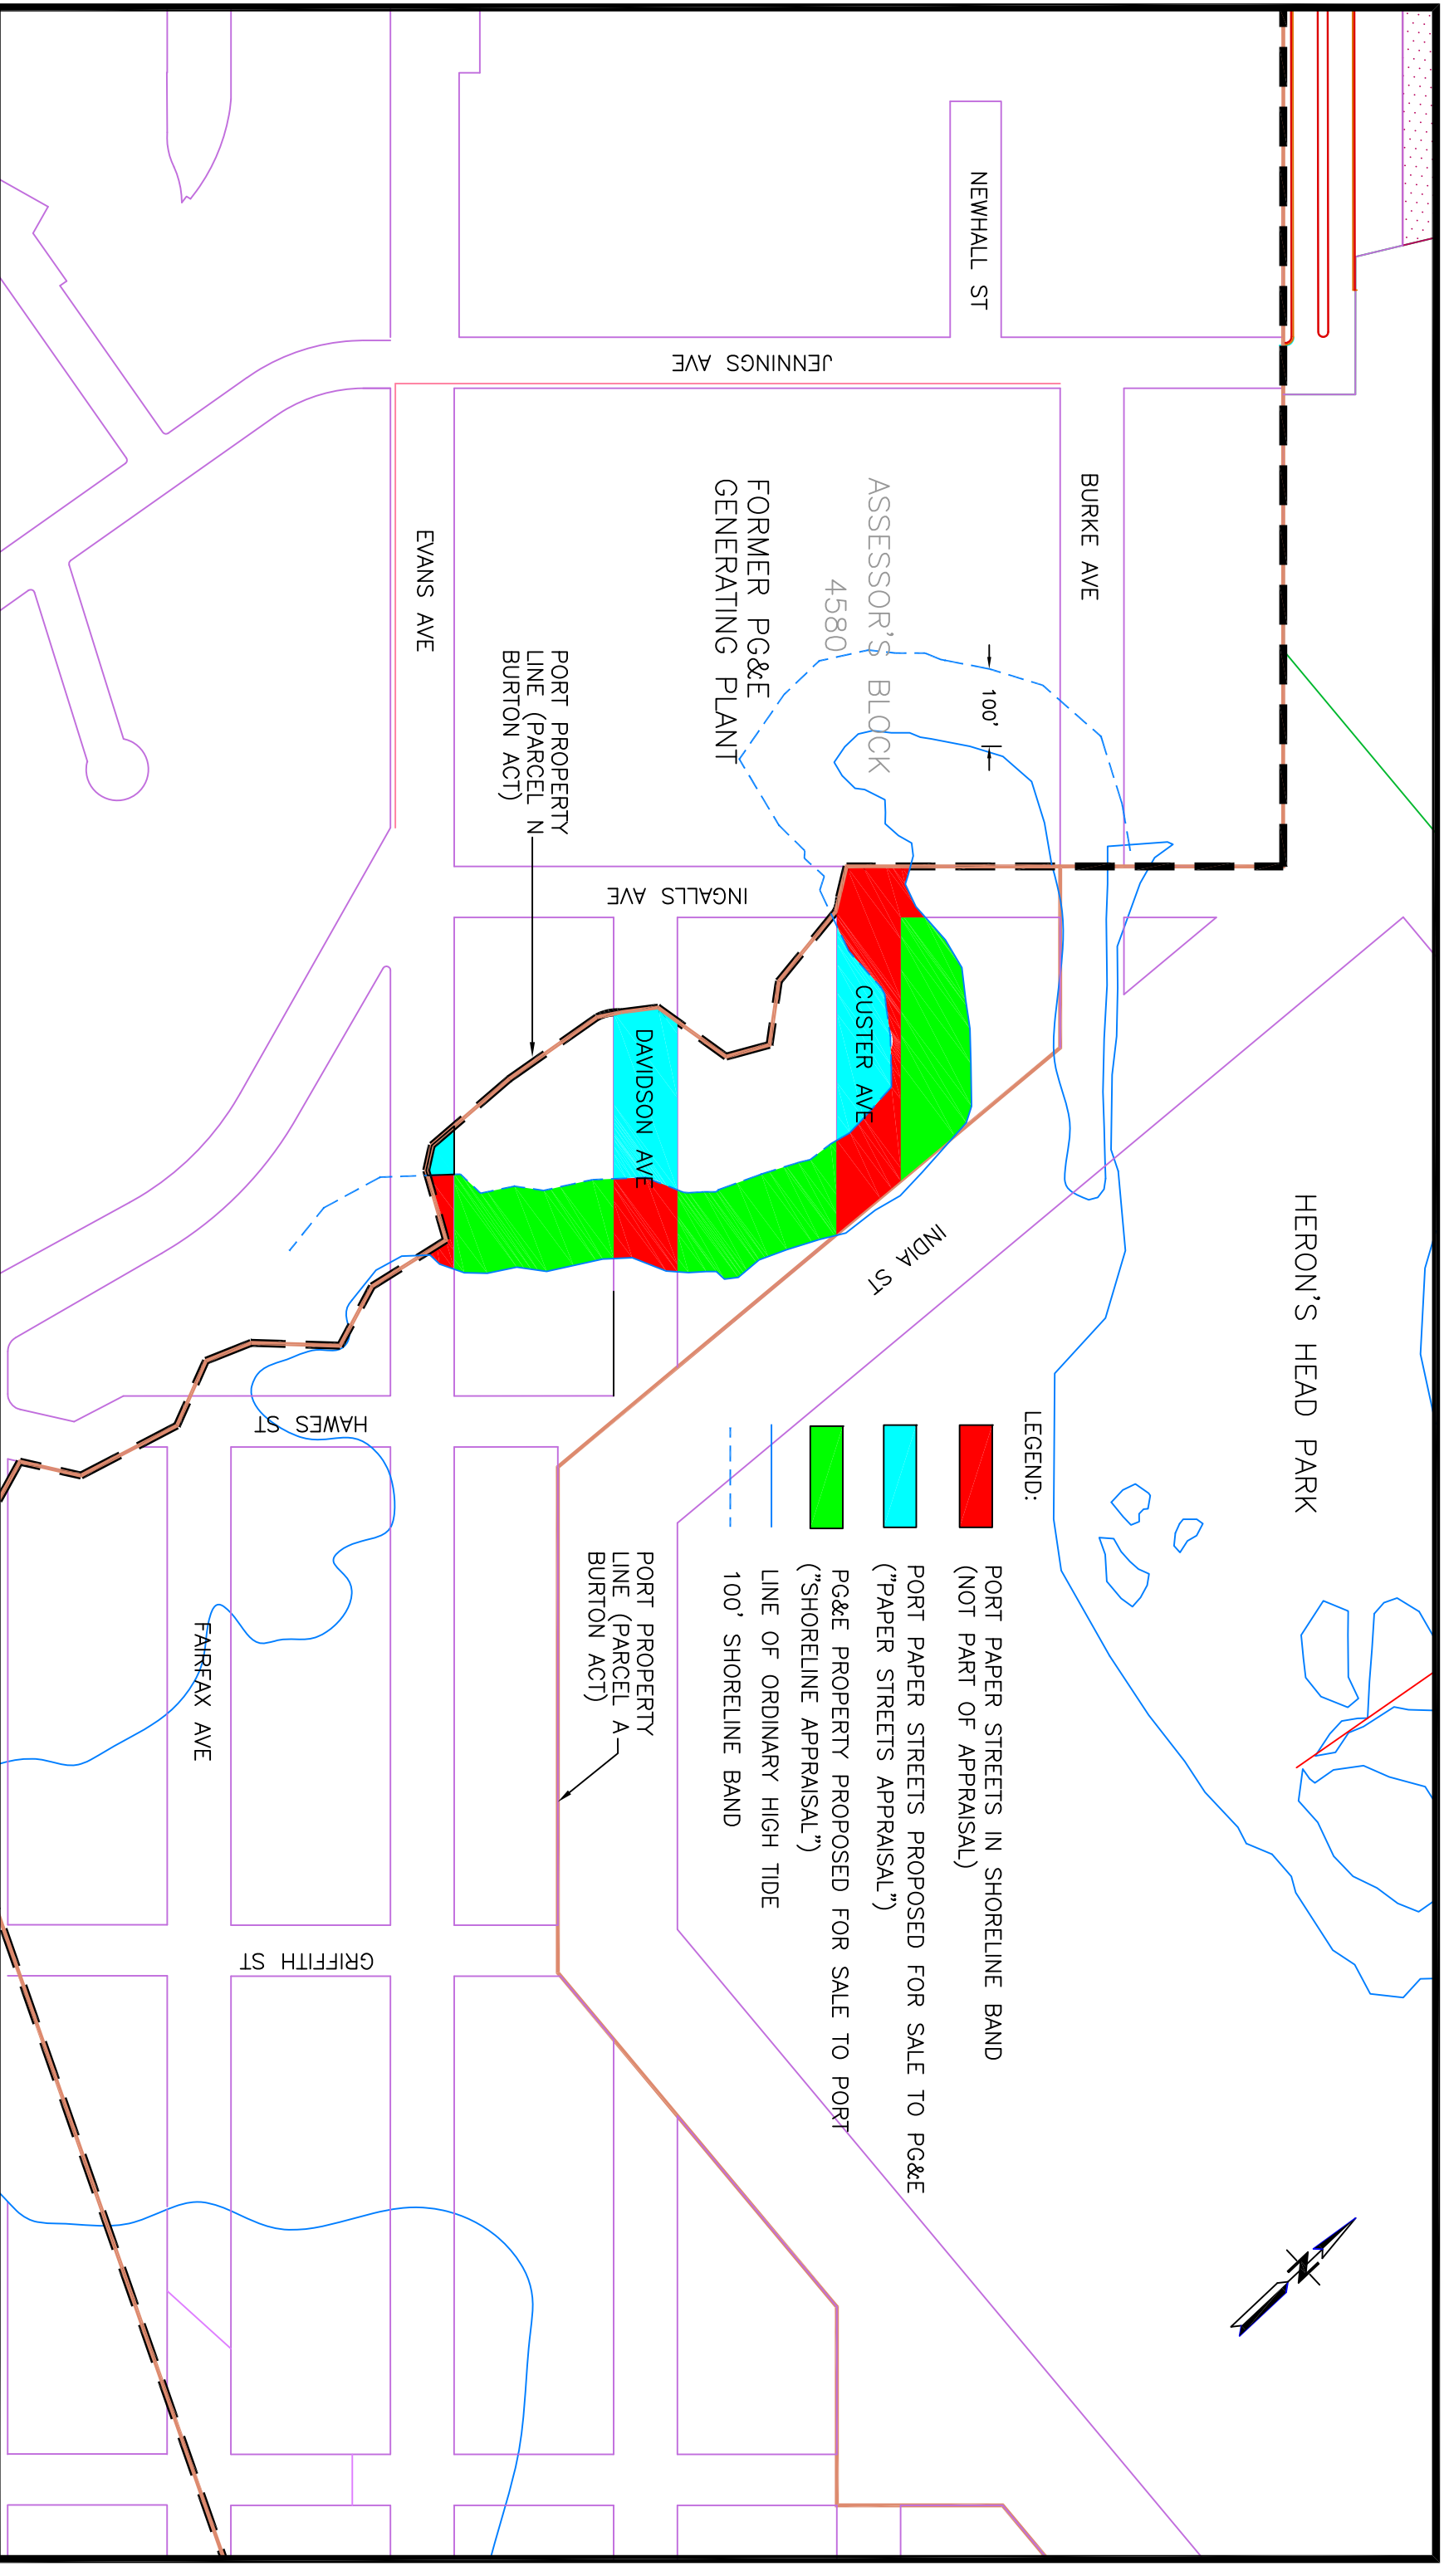 HERON'S HEAD PARK
NEWHALL ST
BURKE AVE
JENNINGS AVE
ASSESSOR'S BLOCK
4580
FORMER PG&E
GENERATING PLANT
100'
EVANS AVE
PORT PROPERTY
LINE (PARCEL N
BURTON ACT)
INGALLS AVE
CUSTER AVE
DAVIDSON AVE
INDIA ST
HAWES ST
FAIRFAX AVE
GRIFFITH ST
PORT PROPERTY
LINE (PARCEL A
BURTON ACT)
LEGEND:
PORT PAPER STREETS IN SHORELINE BAND
(NOT PART OF APPRAISAL)
PORT PAPER STREETS PROPOSED FOR SALE TO PG&E
("PAPER STREETS APPRAISAL")
PG&E PROPERTY PROPOSED FOR SALE TO PORT
("SHORELINE APPRAISAL")
LINE OF ORDINARY HIGH TIDE
100' SHORELINE BAND
N